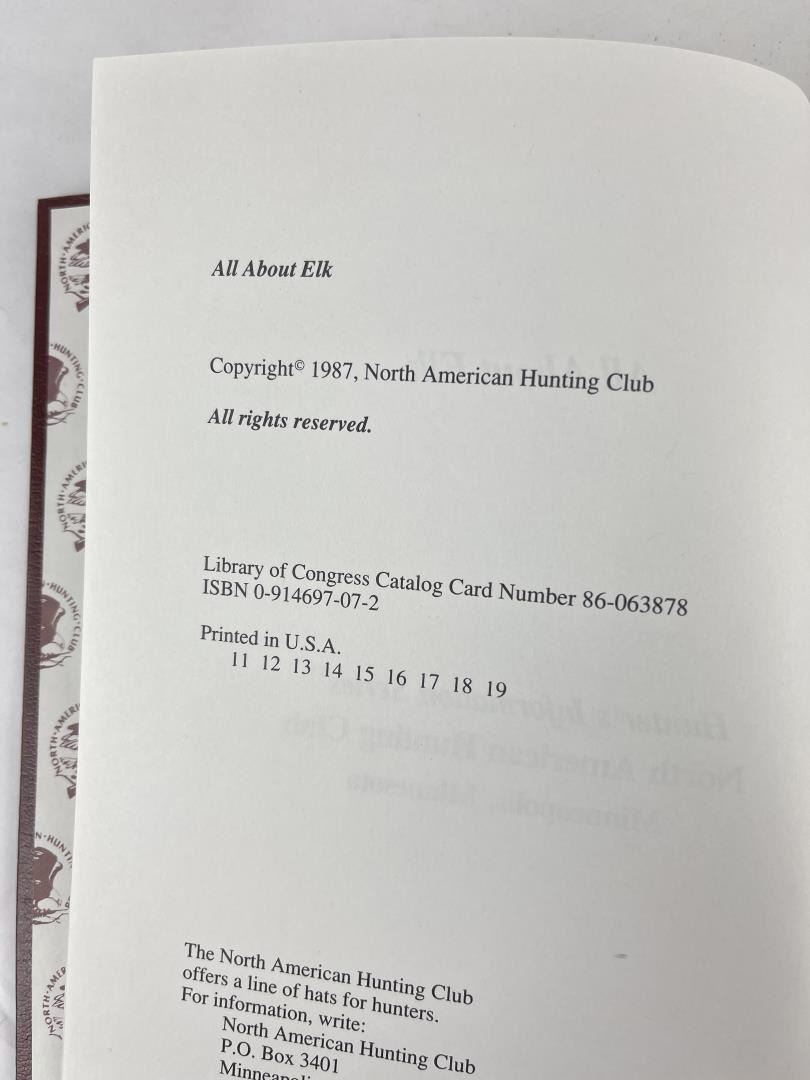 All About Elk
Copyright© 1987, North American Hunting Club
All rights reserved.
Library of Congress Catalog Card Number 86-063878
ISBN 0-914697-07-2
Printed in U.S.A.
11 12 13 14 15 16 17 18 19
The North American Hunting Club
offers a line of hats for hunters.
For information, write:
North American Hunting Club
P.O. Box 3401